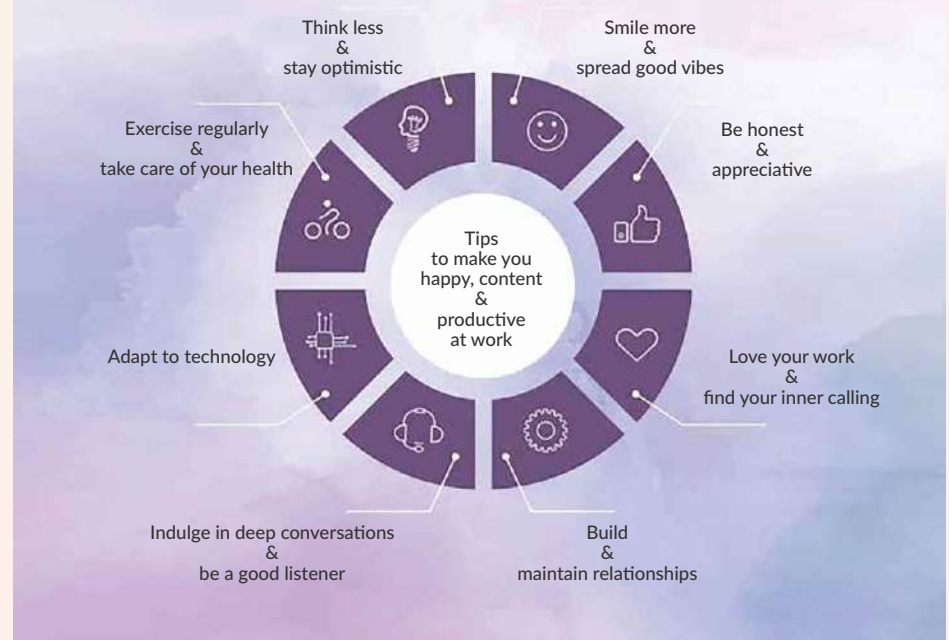 Think less
&
stay optimistic
Smile more
&
spread good vibes
Exercise regularly
&
take care of your health
Be honest
&
appreciative
Tips
to make you
happy, content
&
productive
at work
Adapt to technology
Love your work
&
find your inner calling
Indulge in deep conversations
&
be a good listener
Build
&
maintain relationships